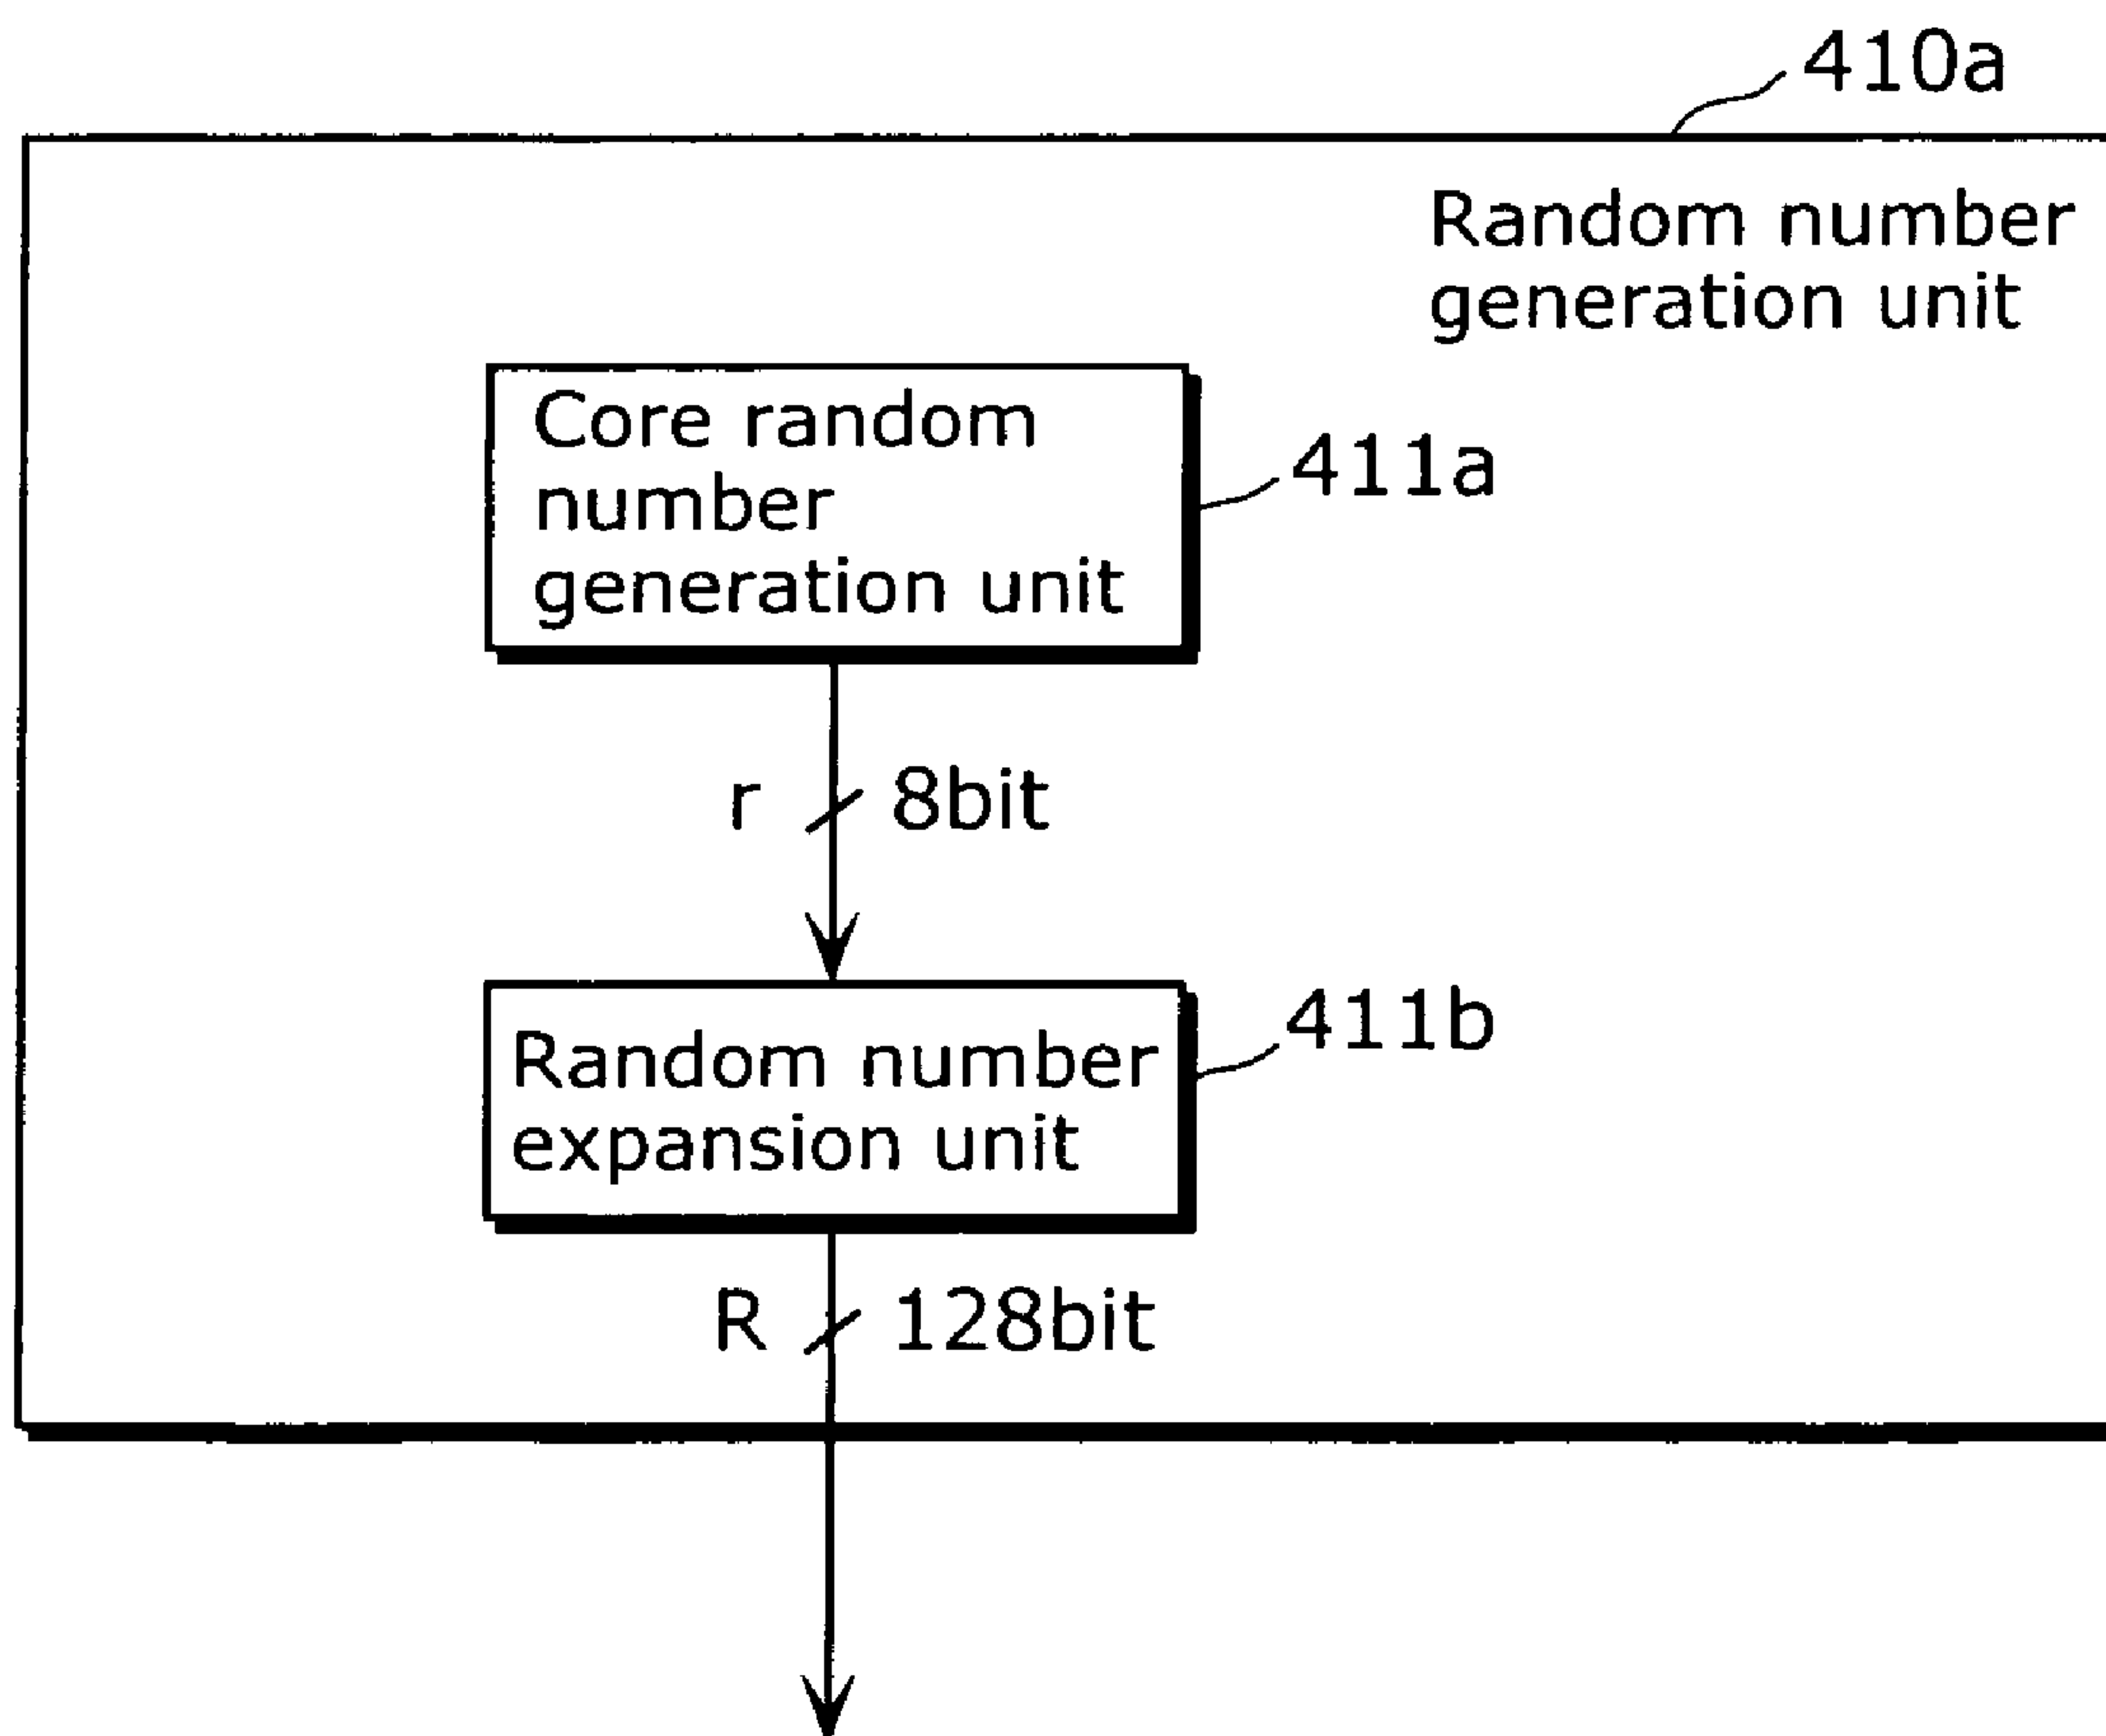 410a
Random number
generation unit
Core random
number
generation unit
411a
r 8bit
411b
Random number
expansion unit
R 128bit